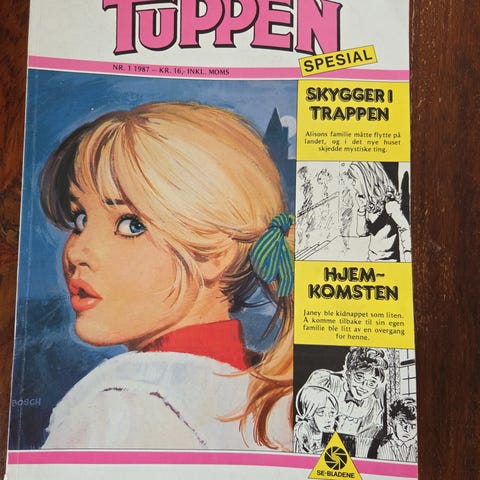 TUPPEN
SPESIAL
NR. 1 1987 – KR. 16,- INKL. MOMS
SKYGGER I
TRAPPEN
Alisons familie måtte flytte på
landet, og i det nye huset
skjedde mystiske ting.
HJEM-
KOMSTEN
Janey ble kidnappet som liten.
Å komme tilbake til sin egen
familie ble litt av en overgang
for henne.
BOSCH
SE-BLADENE